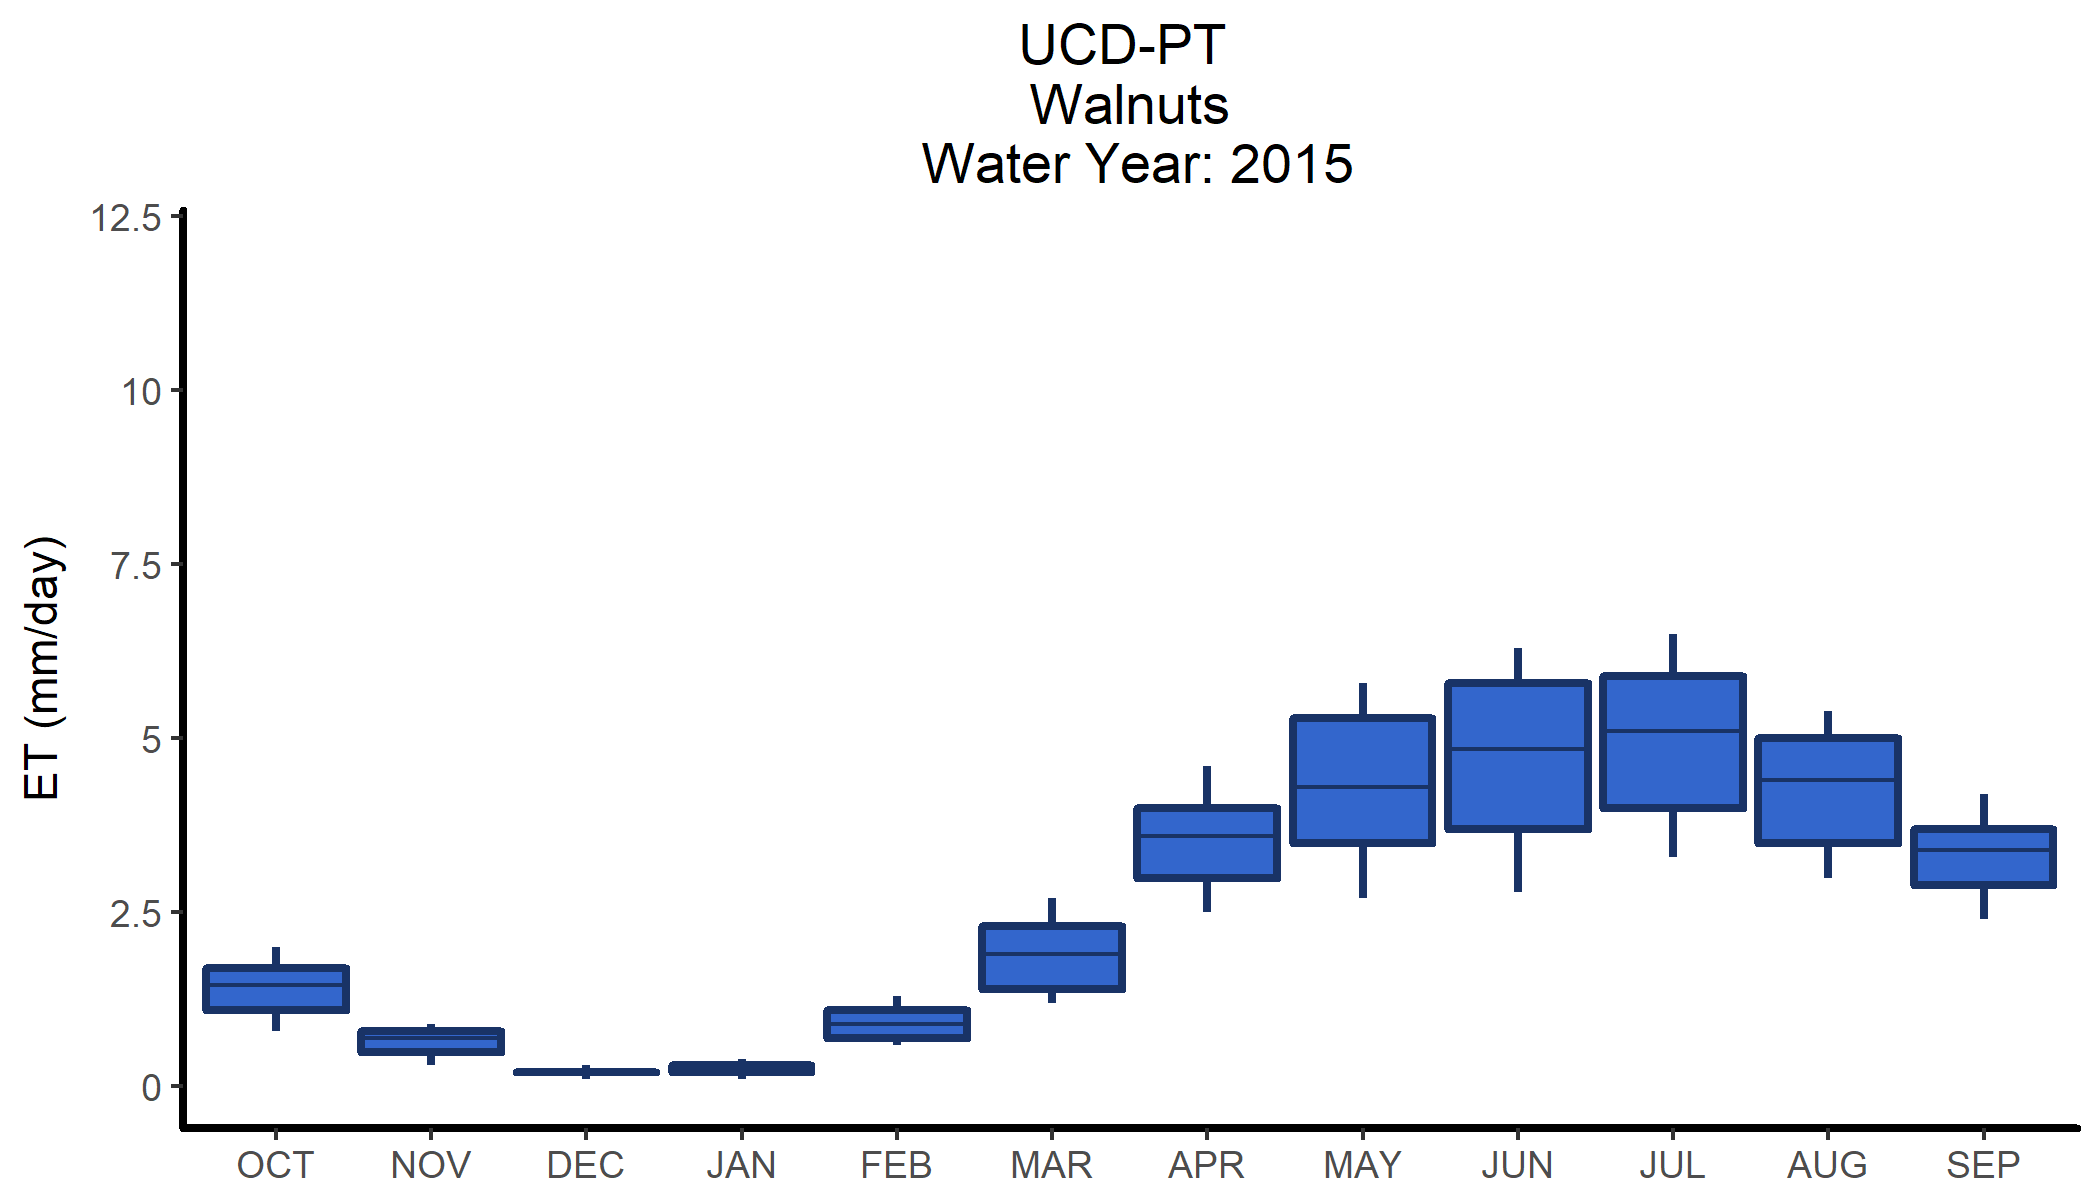 UCD-PT
Walnuts
Water Year: 2015
ET (mm/day)
12.5
10
7.5
5
2.5
0
OCT NOV DEC JAN FEB MAR APR MAY JUN JUL AUG SEP